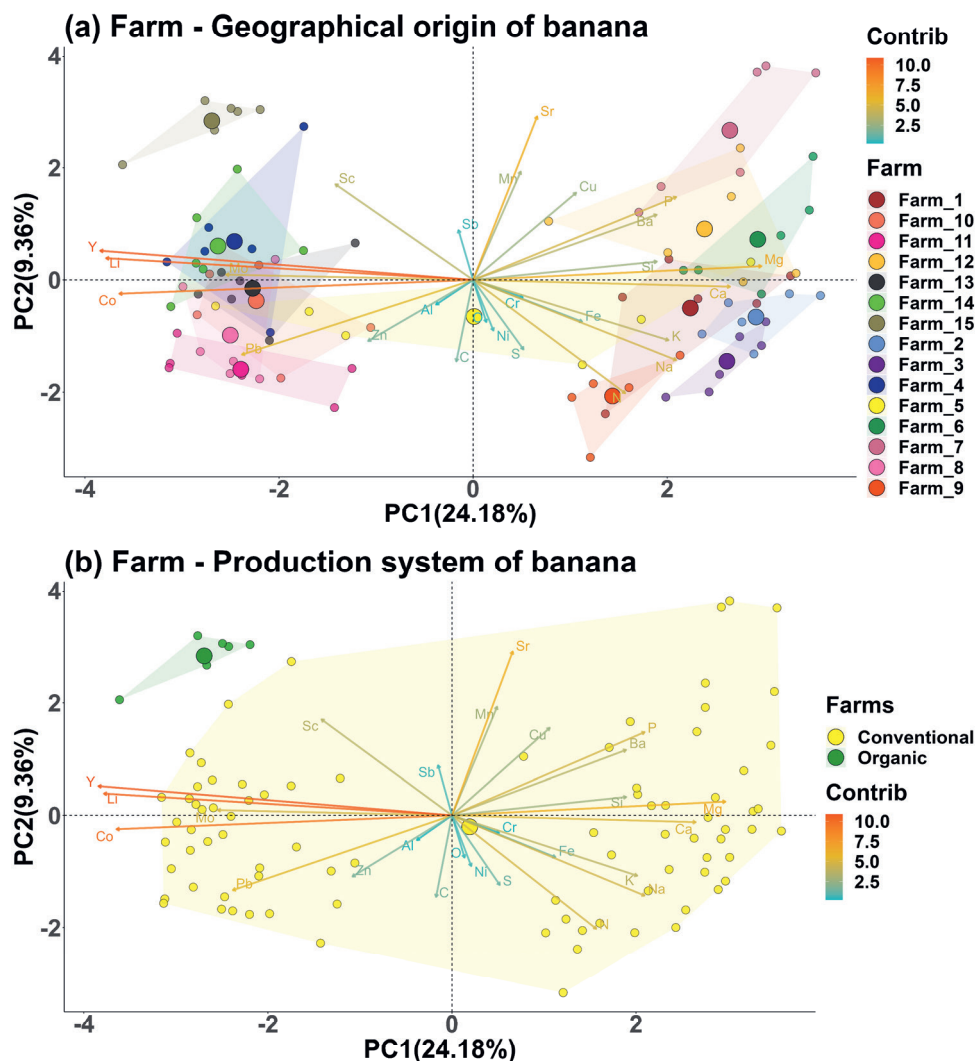 (a) Farm - Geographical origin of banana
Contrib
10.0
7.5
5.0
2.5
Farm
Farm_1
Farm_10
Farm_11
Farm_12
Farm_13
Farm_14
Farm_15
Farm_2
Farm_3
Farm_4
Farm_5
Farm_6
Farm_7
Farm_8
Farm_9
PC2(9.36%)
4
2
0
-2
Sr
Mn
Sc
Cu
P
Ba
Sb
Y
Li
Mo
Si
Mg
Co
Ca
Al
Cr
Fe
Zn
Ni
K
Pb
S
C
Na
N
-4
-2
0
2
PC1(24.18%)
(b) Farm - Production system of banana
PC2(9.36%)
4
2
0
-2
Sr
Mn
Sc
Cu
P
Ba
Sb
Y
Li
Mo
Si
Mg
Co
Ca
Al
Cr
O
Fe
Zn
Ni
S
K
Pb
C
Na
N
-4
-2
0
2
PC1(24.18%)
Farms
Conventional
Organic
Contrib
10.0
7.5
5.0
2.5